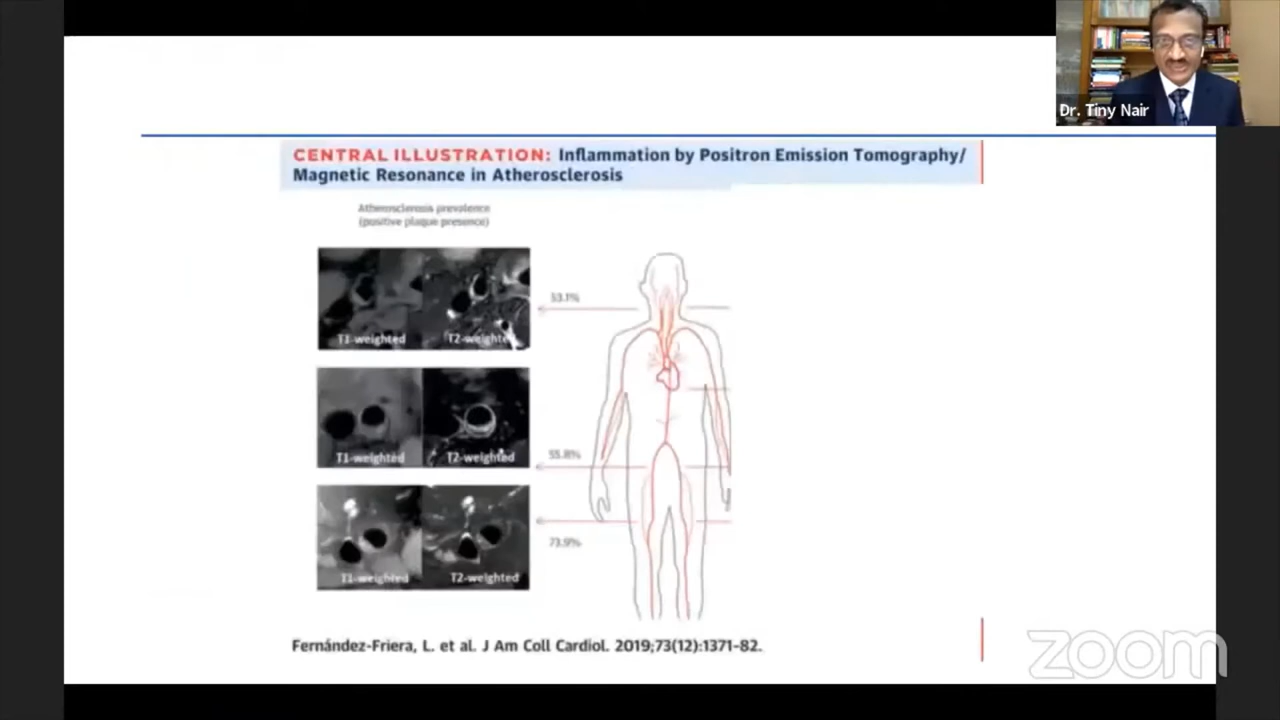 Dr. Tiny Nair
CENTRAL ILLUSTRATION: Inflammation by Positron Emission Tomography/
Magnetic Resonance in Atherosclerosis
Atherosclerosis prevalence
(positive plaque presence)
53.1%
T1-weighted T2-weighted
55.8%
T1-weighted T2-weighted
73.9%
T1-weighted T2-weighted
Fernández-Friera, L. et al. J Am Coll Cardiol. 2019;73(12):1371-82.
zoom